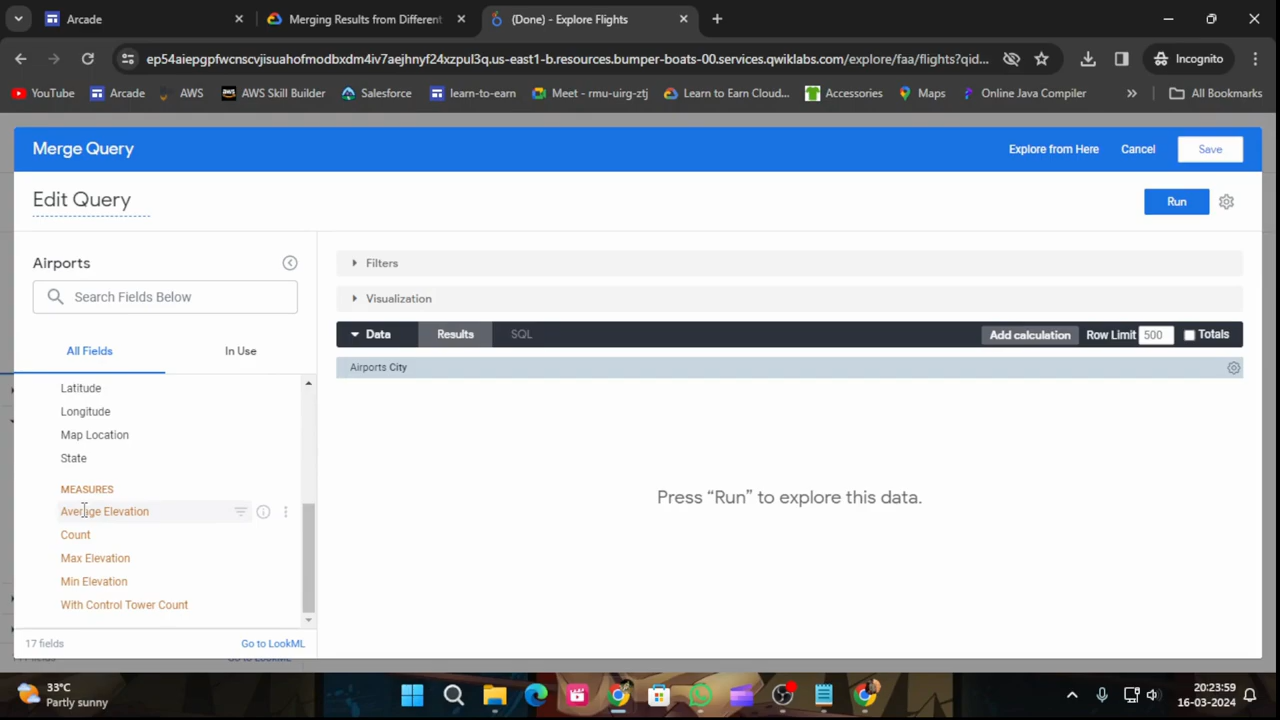 Arcade
Merging Results from Different
(Done) - Explore Flights
ep54aiepgpfwcnscvjisuahofmodbxdm4iv7aejhnyf24xzpul3q.us-east1-b.resources.bumper-boats-00.services.qwiklabs.com/explore/faa/flights?qid...
Incognito
YouTube
Arcade
AWS
AWS Skill Builder
Salesforce
learn-to-earn
Meet - rmu-uirg-ztj
Learn to Earn Cloud...
Accessories
Maps
Online Java Compiler
All Bookmarks
Merge Query
Explore from Here
Cancel
Save
Edit Query
Run
Airports
Search Fields Below
All Fields
In Use
Latitude
Longitude
Map Location
State
MEASURES
Average Elevation
Count
Max Elevation
Min Elevation
With Control Tower Count
17 fields
Go to LookML
Filters
Visualization
Data
Results
SQL
Add calculation
Row Limit 500
Totals
Airports City
Press “Run” to explore this data.
33°C
Partly sunny
20:23:59
16-03-2024